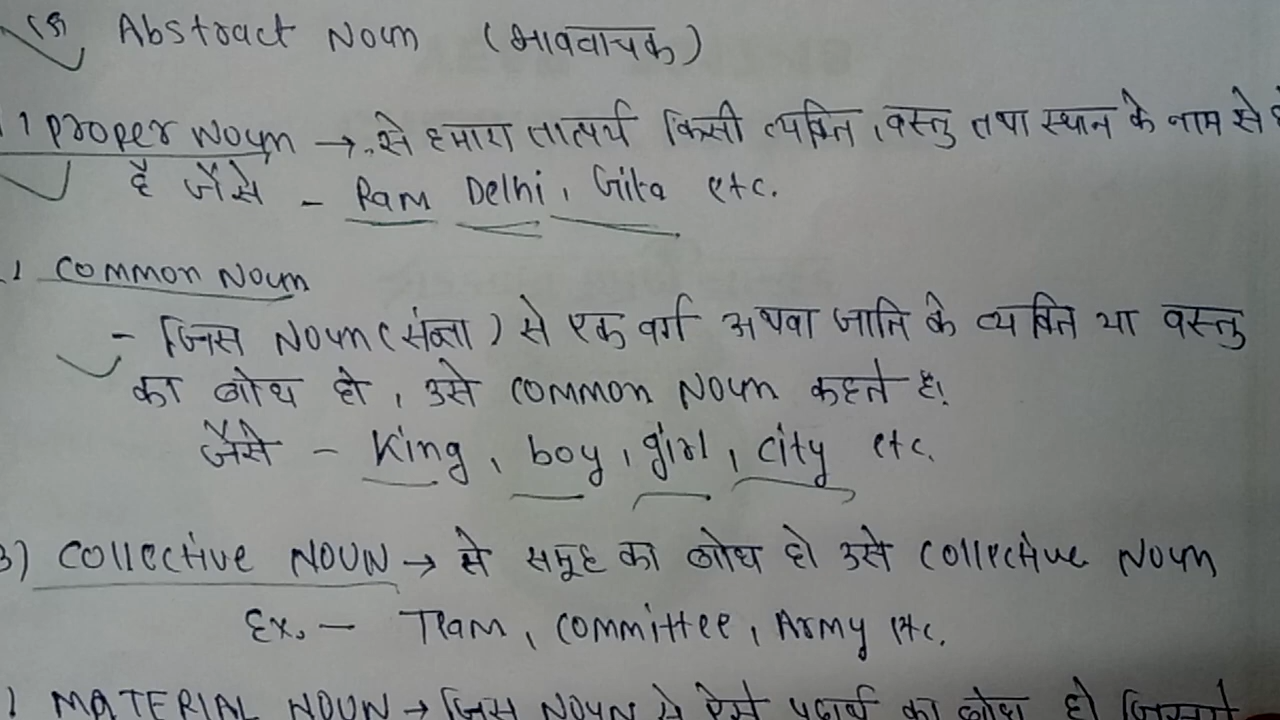 (5) Abstract Noun (भाववाचक)
1 Proper Noun → से हमारा तात्पर्य किसी व्यक्ति, वस्तु तथा स्थान के नाम से
है जैसे - Ram Delhi, Gita etc.
Common Noun
- जिस Noun (संज्ञा) से एक वर्ग अथवा जाति के व्यक्ति या वस्तु
का बोध हो, उसे common Noun कहते है।
जैसे - King, boy, girl, city etc.
3) Collective NOUN → से समूह का बोध हो उसे Collective Noun
Ex. - Team, Committee, Army etc.
MATERIAL NOUN → जिस NOUN से ऐसे पदार्थ का बोध हो जिससे